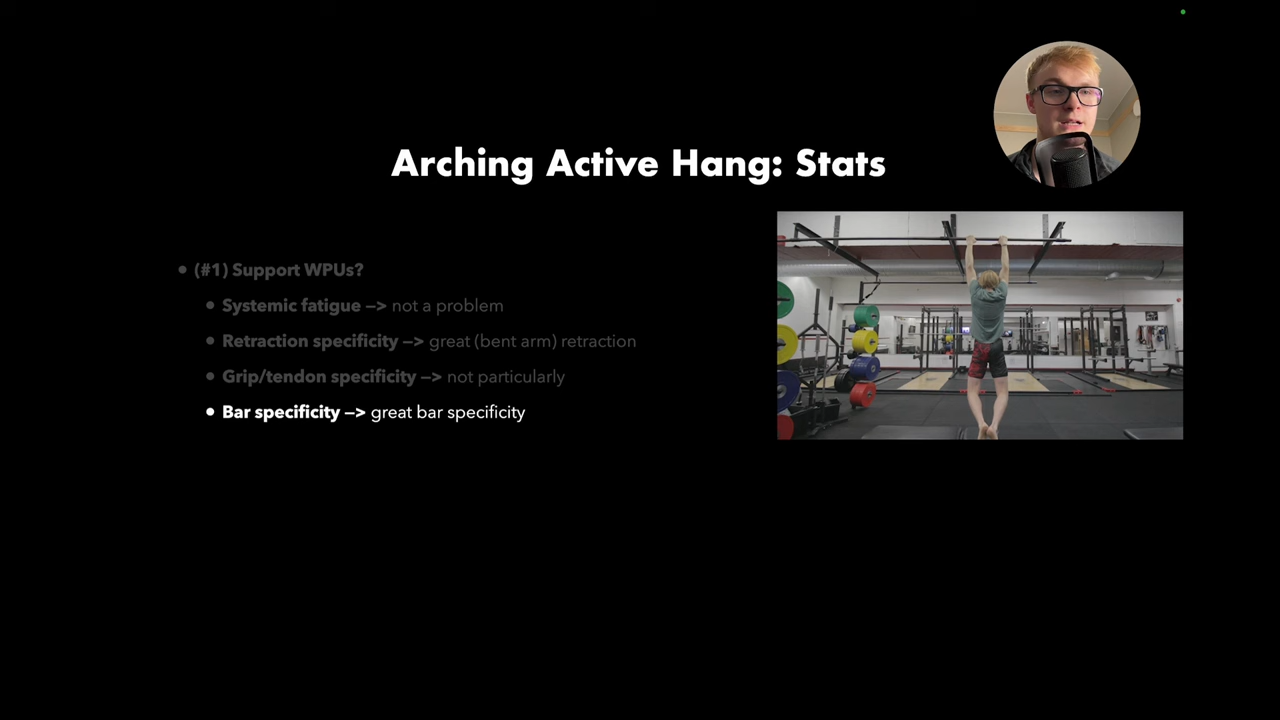 Arching Active Hang: Stats
• (#1) Support WPUs?
• Systemic fatigue –> not a problem
• Retraction specificity –> great (bent arm) retraction
• Grip/tendon specificity –> not particularly
• Bar specificity –> great bar specificity